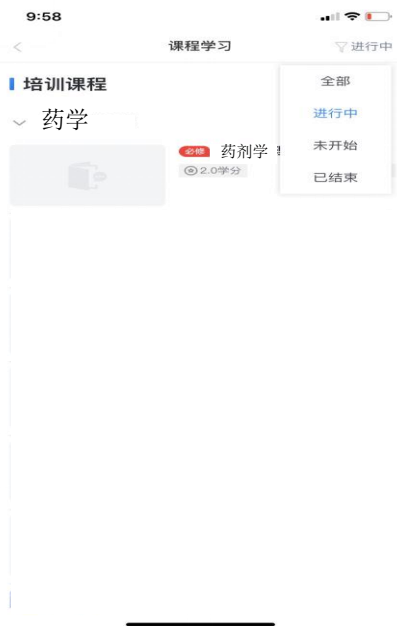 9:58
课程学习
进行中
培训课程
全部
进行中
未开始
已结束
药学
必修 药剂学
2.0学分